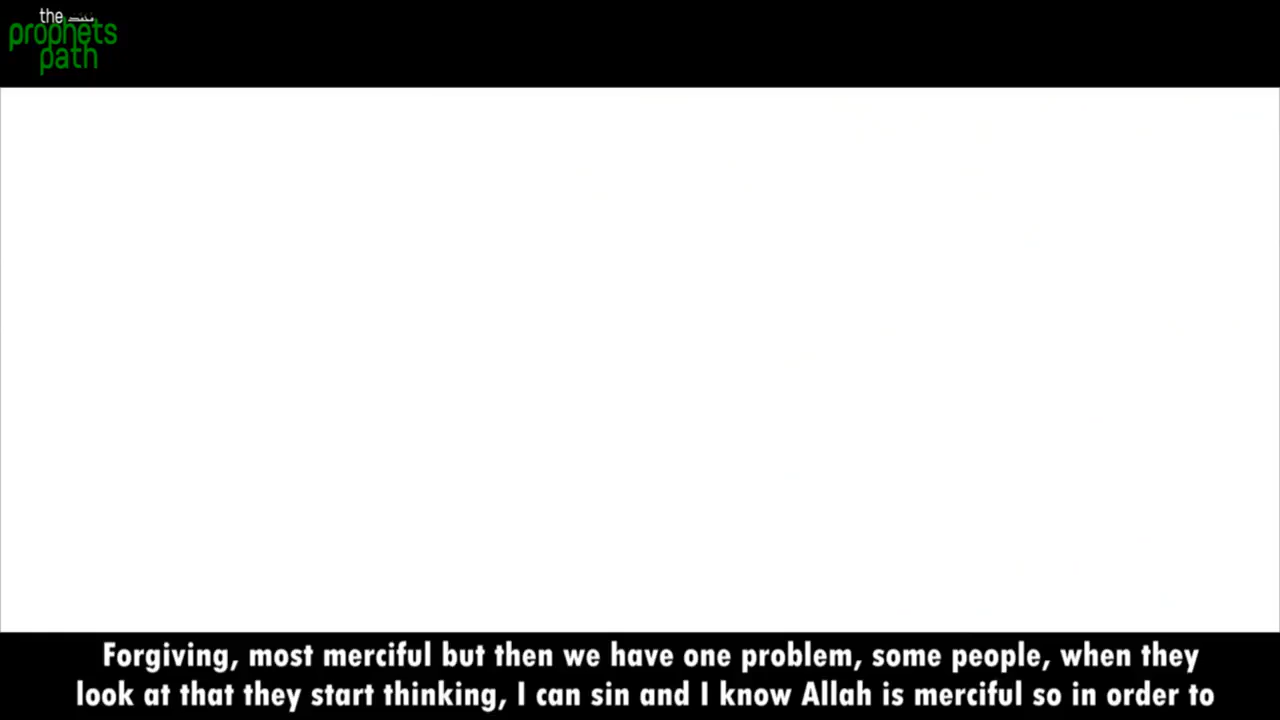 the
prophets
path
Forgiving, most merciful but then we have one problem, some people, when they
look at that they start thinking, I can sin and I know Allah is merciful so in order to